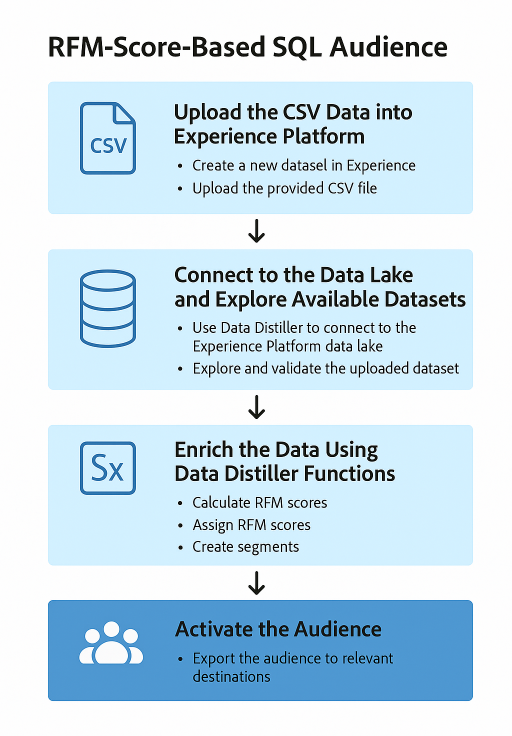 RFM-Score-Based SQL Audience
CSV
Upload the CSV Data into
Experience Platform
• Create a new datasel in Experience
• Upload the provided CSV file
Connect to the Data Lake
and Explore Available Datasets
• Use Data Distiller to connect to the
Experience Platform data lake
• Explore and validate the uploaded dataset
Sx
Enrich the Data Using
Data Distiller Functions
• Calculate RFM scores
• Assign RFM scores
• Create segments
Activate the Audience
• Export the audience to relevant
destinations